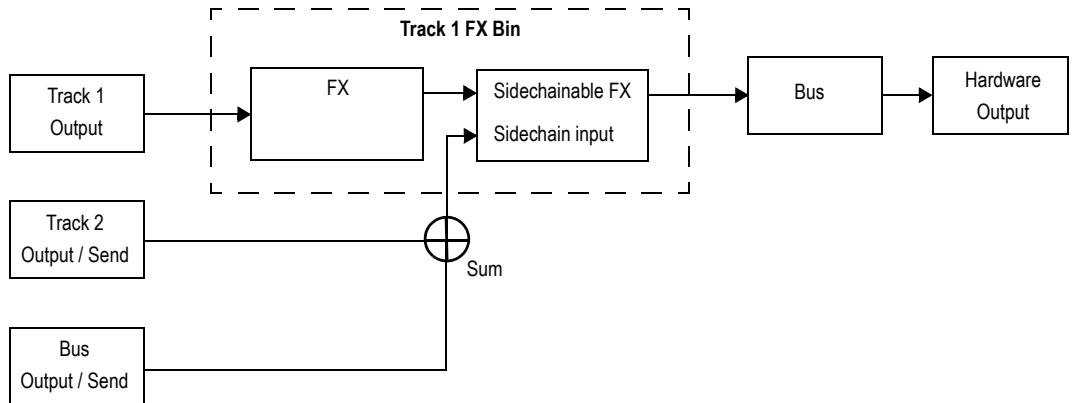 Track 1 FX Bin
Track 1
Output
FX
Sidechainable FX
Sidechain input
Bus
Hardware
Output
Track 2
Output / Send
Sum
Bus
Output / Send